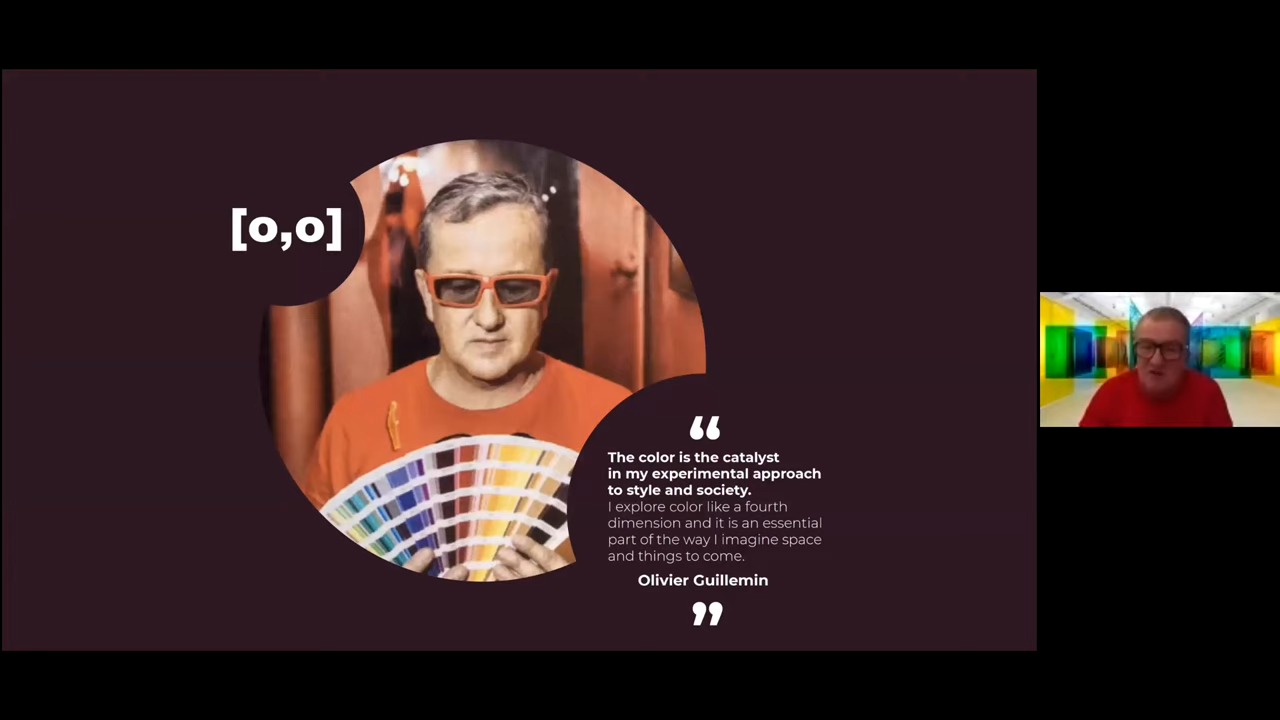 [o,o]
“
The color is the catalyst
in my experimental approach
to style and society.
I explore color like a fourth
dimension and it is an essential
part of the way I imagine space
and things to come.
Olivier Guillemin
”